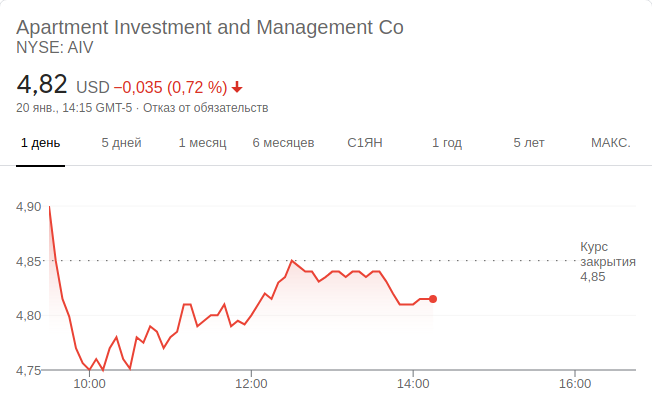 Apartment Investment and Management Co
NYSE: AIV
4,82 USD −0,035 (0,72 %)
20 янв., 14:15 GMT-5 · Отказ от обязательств
1 день 5 дней 1 месяц 6 месяцев С1ЯН 1 год 5 лет МАКС.
4,90
Курс
4,85 закрытия
4,85
4,80
4,75
10:00 12:00 14:00 16:00